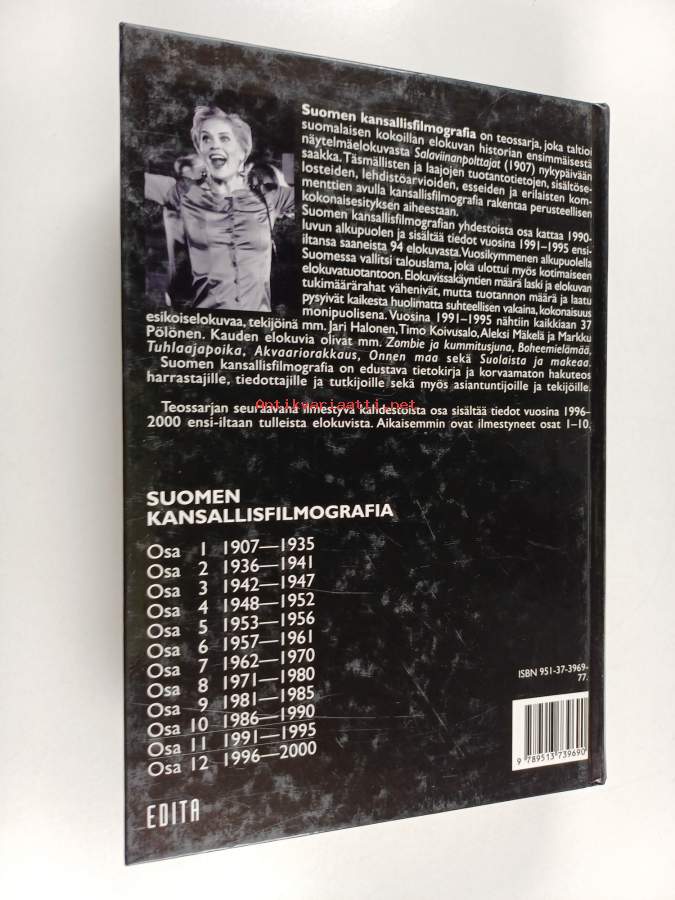 Suomen kansallisfilmografia on teossarja, joka taltioi
suomalaisen kokoillan elokuvan historian ensimmäisestä
näytelmäelokuvasta Salaviinanpolttajat (1907) nykypäivään
saakka. Täsmällisten ja laajojen tuotantotietojen, sisältöse-
losteiden, lehdistöarvioiden, esseiden ja erilaisten kom-
menttien avulla kansallisfilmografia rakentaa perusteellisen
kokonaisesityksen aiheestaan.
Suomen kansallisfilmografian yhdestoista osa kattaa 1990-
luvun alkupuolen ja sisältää tiedot vuosina 1991–1995 ensi-
iltansa saaneista 94 elokuvasta. Vuosikymmenen alkupuolella
Suomessa vallitsi talouslama, joka ulottui myös kotimaiseen
elokuvatuotantoon. Elokuvissakäyntien määrä laski ja elokuvan
tukimäärärahat vähenivät, mutta tuotannon määrä ja laatu
pysyivät kaikesta huolimatta suhteellisen vakaina, kokonaisuus
monipuolisena. Vuosina 1991–1995 nähtiin kaikkiaan 37
esikoiselokuvaa, tekijöinä mm. Jari Halonen, Timo Koivusalo, Aleksi Mäkelä ja Markku
Pölönen. Kauden elokuvia olivat mm. Zombie ja kummitusjuna, Boheemielämää,
Tuhlaajapoika, Akvaariorakkaus, Onnen maa sekä Suolaista ja makeaa.
Suomen kansallisfilmografia on edustava tietokirja ja korvaamaton hakuteos
harrastajille, tiedottajille ja tutkijoille sekä myös asiantuntijoille ja tekijöille.
Antikvariaatti.net
Teossarjan seuraavana ilmestyvä kahdestoista osa sisältää tiedot vuosina 1996–
2000 ensi-iltaan tulleista elokuvista. Aikaisemmin ovat ilmestyneet osat 1–10.
SUOMEN
KANSALLISFILMOGRAFIA
Osa 1 1907—1935
Osa 2 1936—1941
Osa 3 1942—1947
Osa 4 1948—1952
Osa 5 1953—1956
Osa 6 1957—1961
Osa 7 1962—1970
Osa 8 1971—1980
Osa 9 1981—1985
Osa 10 1986—1990
Osa 11 1991—1995
Osa 12 1996—2000
ISBN 951-37-3969-
77.
9 789513 739690
EDITA